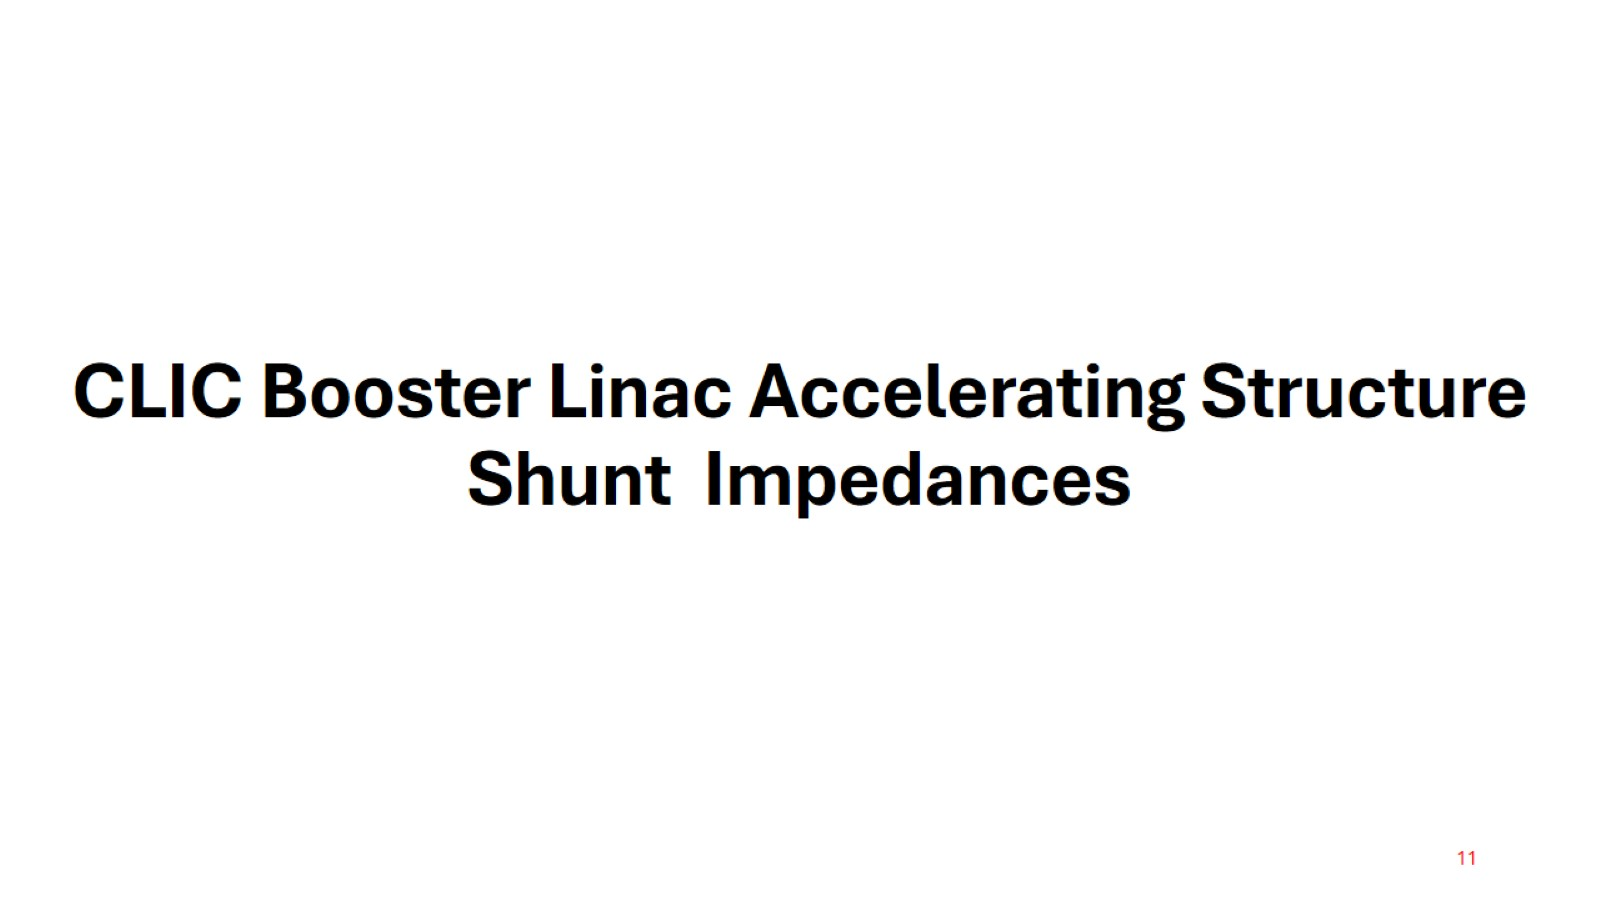 CLIC Booster Linac Accelerating Structure
Shunt  Impedances
11